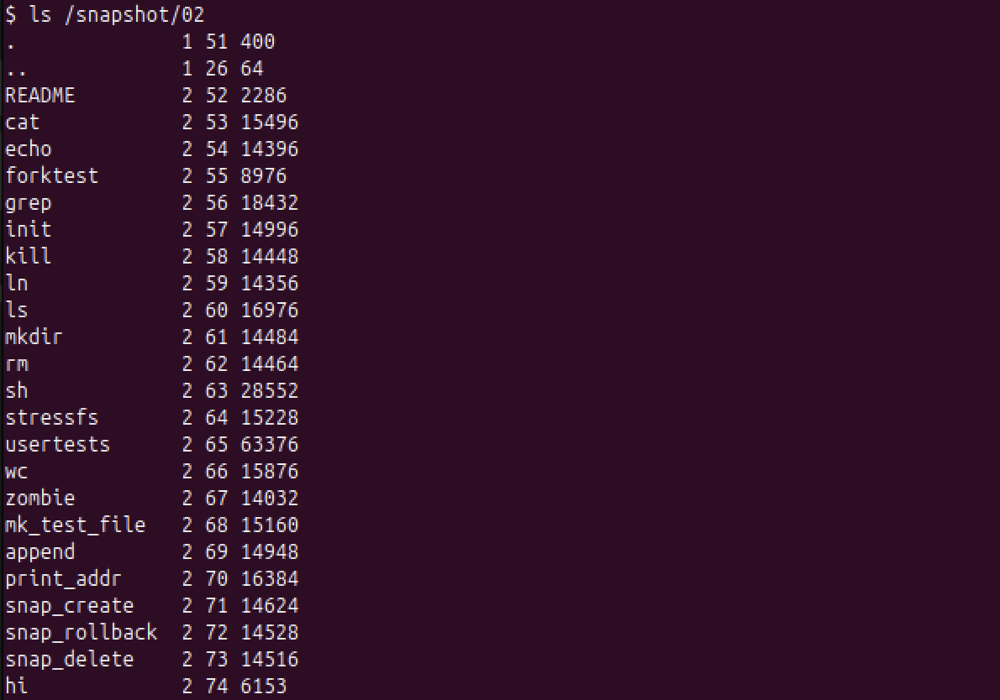 $ ls /snapshot/02
.              1 51 400
..             1 26 64
README         2 52 2286
cat            2 53 15496
echo           2 54 14396
forktest       2 55 8976
grep           2 56 18432
init           2 57 14996
kill           2 58 14448
ln             2 59 14356
ls             2 60 16976
mkdir          2 61 14484
rm             2 62 14464
sh             2 63 28552
stressfs       2 64 15228
usertests      2 65 63376
wc             2 66 15876
zombie         2 67 14032
mk_test_file   2 68 15160
append         2 69 14948
print_addr     2 70 16384
snap_create    2 71 14624
snap_rollback  2 72 14528
snap_delete    2 73 14516
hi             2 74 6153